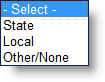 - Select -
State
Local
Other/None